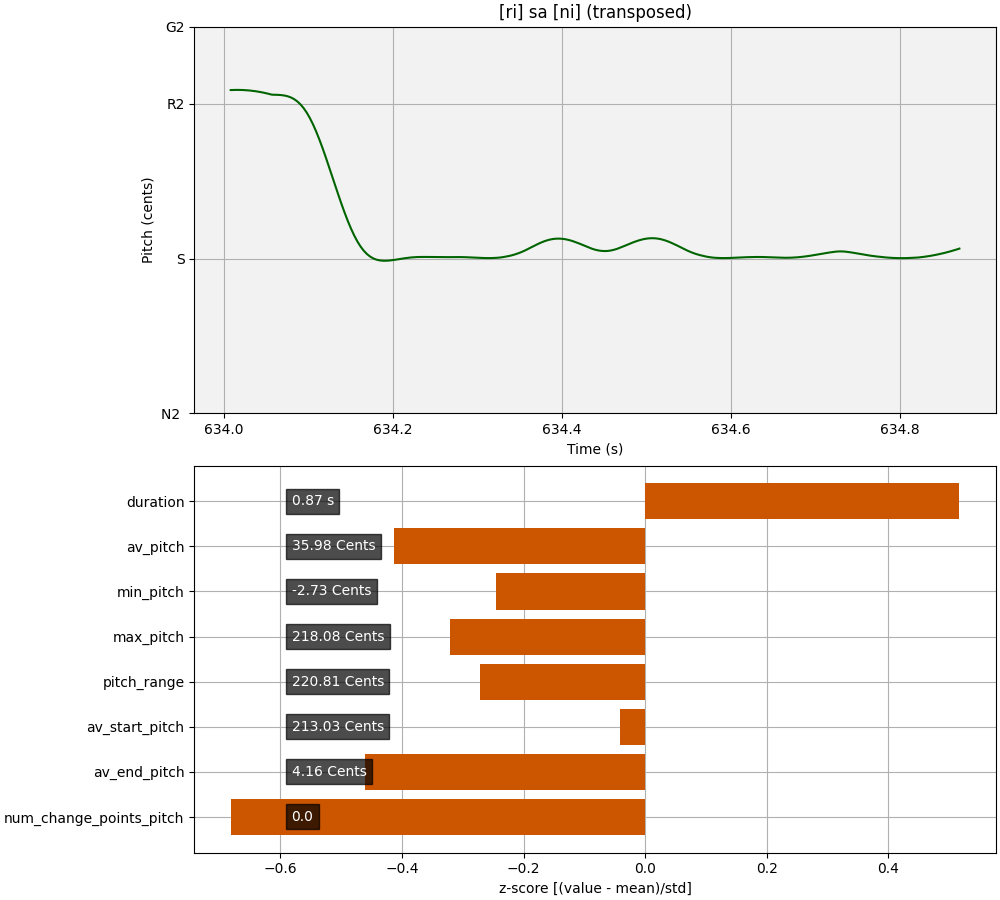 [ri] sa [ni] (transposed)
G2
R2
S
N2
Pitch (cents)
634.0 634.2 634.4 634.6 634.8
Time (s)
duration 0.87 s
av_pitch 35.98 Cents
min_pitch -2.73 Cents
max_pitch 218.08 Cents
pitch_range 220.81 Cents
av_start_pitch 213.03 Cents
av_end_pitch 4.16 Cents
num_change_points_pitch 0.0
−0.6 −0.4 −0.2 0.0 0.2 0.4
z-score [(value - mean)/std]